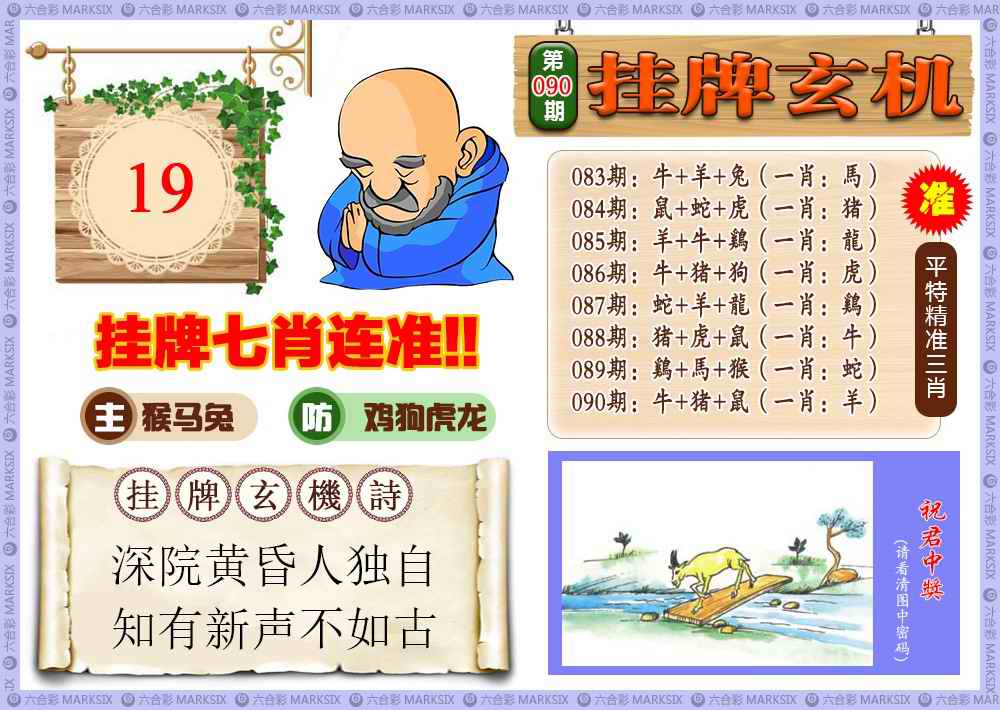 六合彩 MARKSIX
19
挂牌七肖连准!!
主 猴马兔
防 鸡狗虎龙
挂牌玄機詩
深院黄昏人独自
知有新声不如古
第
090
期
挂牌玄机
083期：牛+羊+兔（一肖：馬）
084期：鼠+蛇+虎（一肖：猪）
085期：羊+牛+鷄（一肖：龍）
086期：牛+猪+狗（一肖：虎）
087期：蛇+羊+龍（一肖：鷄）
088期：猪+虎+鼠（一肖：牛）
089期：鷄+馬+猴（一肖：蛇）
090期：牛+猪+鼠（一肖：羊）
准
平特精准三肖
祝君中獎
(请看清图中密码)